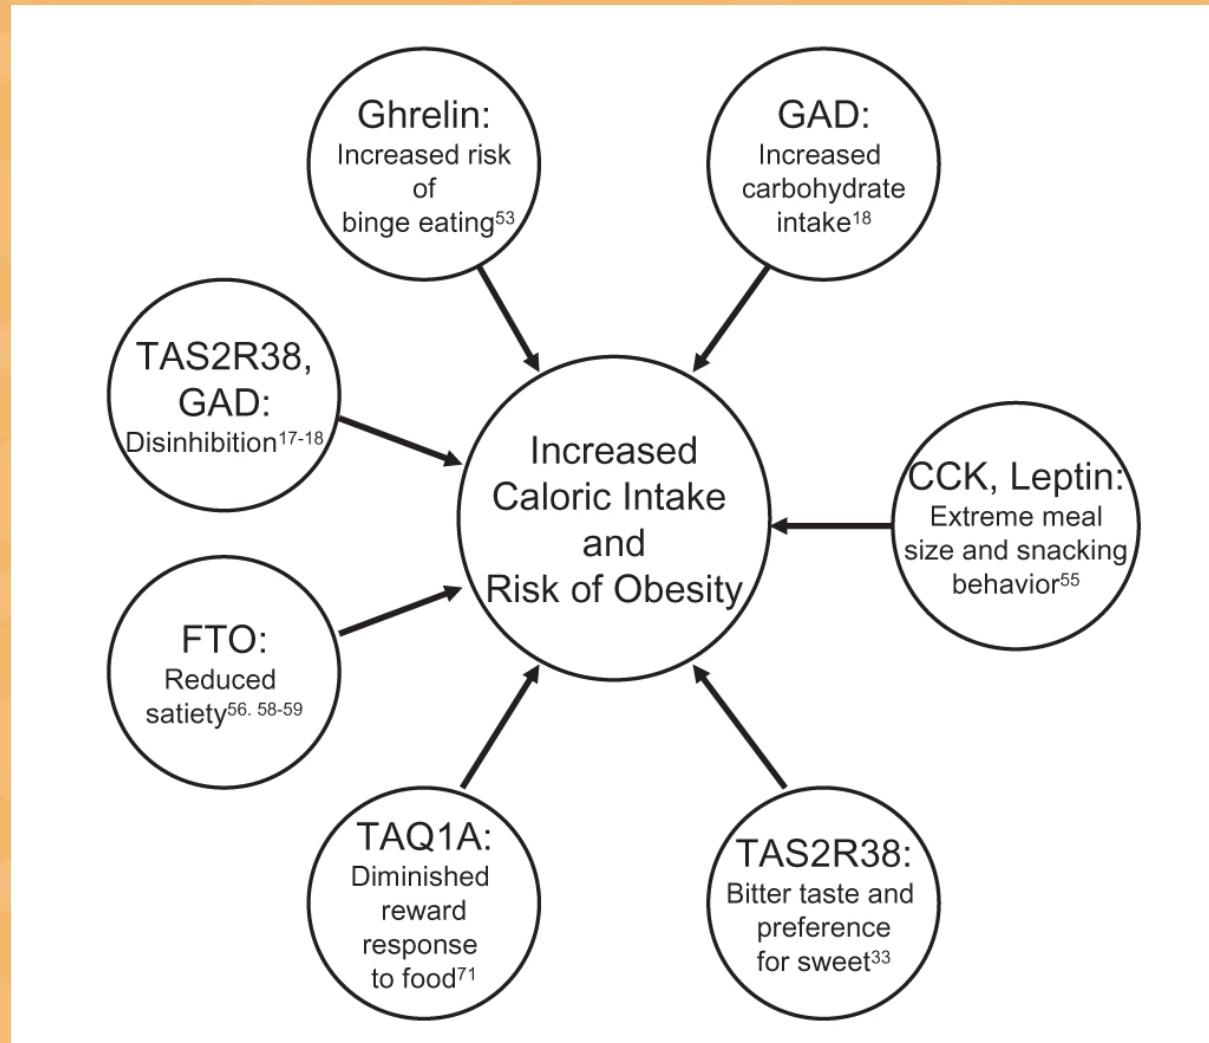 Ghrelin:
Increased risk
of
binge eating53
GAD:
Increased
carbohydrate
intake18
TAS2R38,
GAD:
Disinhibition17-18
Increased
Caloric Intake
and
Risk of Obesity
CCK, Leptin:
Extreme meal
size and snacking
behavior55
FTO:
Reduced
satiety56. 58-59
TAQ1A:
Diminished
reward
response
to food71
TAS2R38:
Bitter taste and
preference
for sweet33